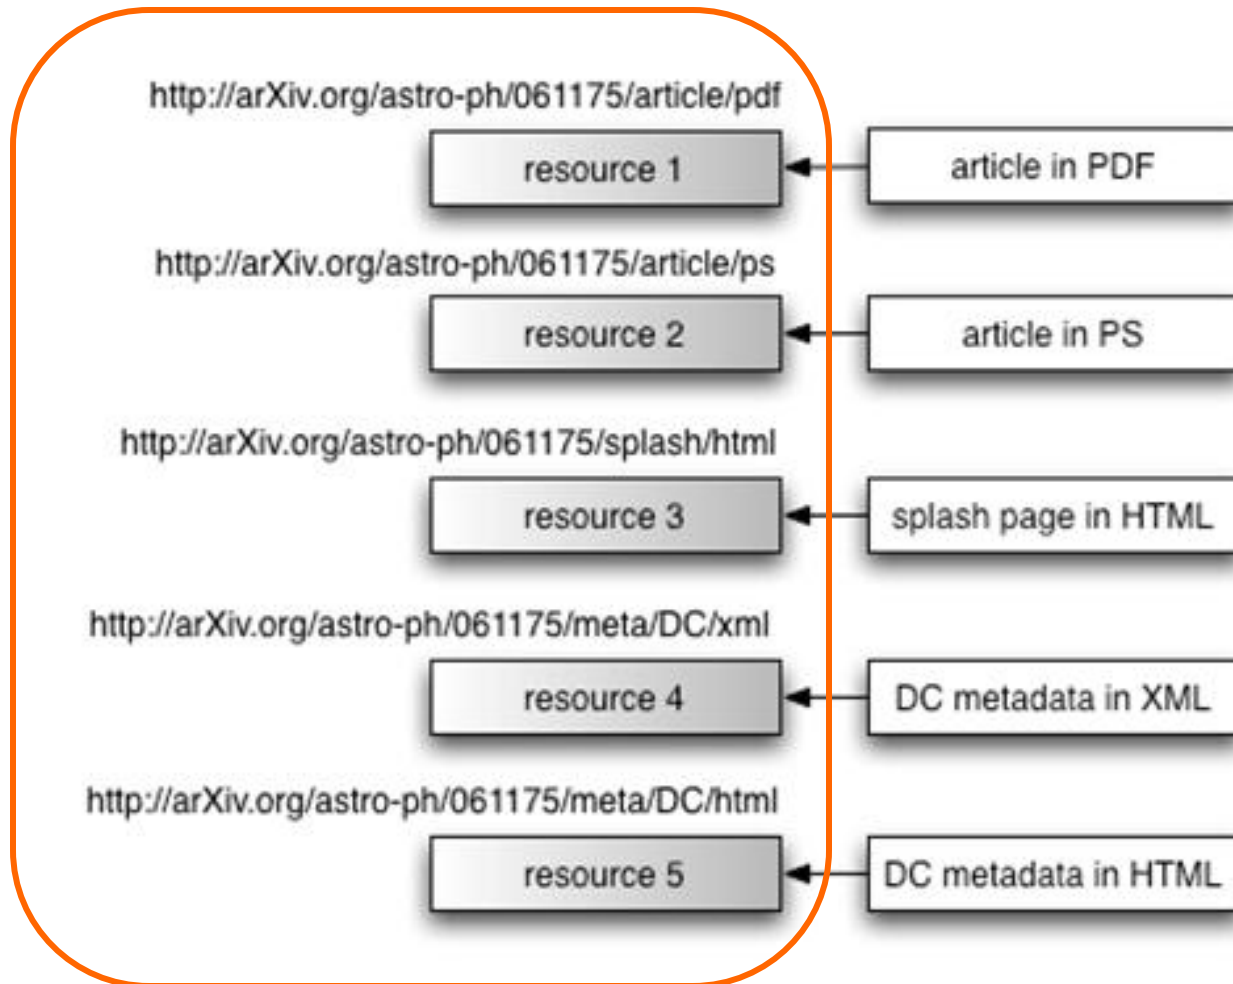 http://arXiv.org/astro-ph/061175/article/pdf
resource 1
article in PDF
http://arXiv.org/astro-ph/061175/article/ps
resource 2
article in PS
http://arXiv.org/astro-ph/061175/splash/html
resource 3
splash page in HTML
http://arXiv.org/astro-ph/061175/meta/DC/xml
resource 4
DC metadata in XML
http://arXiv.org/astro-ph/061175/meta/DC/html
resource 5
DC metadata in HTML